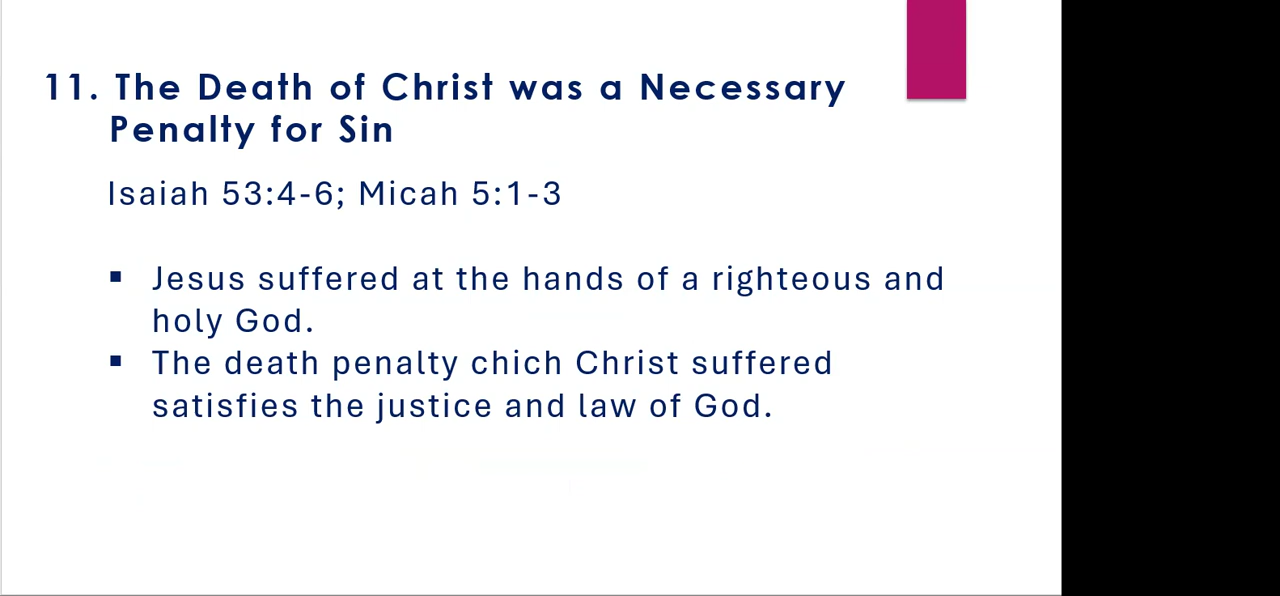 11. The Death of Christ was a Necessary
Penalty for Sin
Isaiah 53:4-6; Micah 5:1-3
▪ Jesus suffered at the hands of a righteous and
holy God.
▪ The death penalty chich Christ suffered
satisfies the justice and law of God.